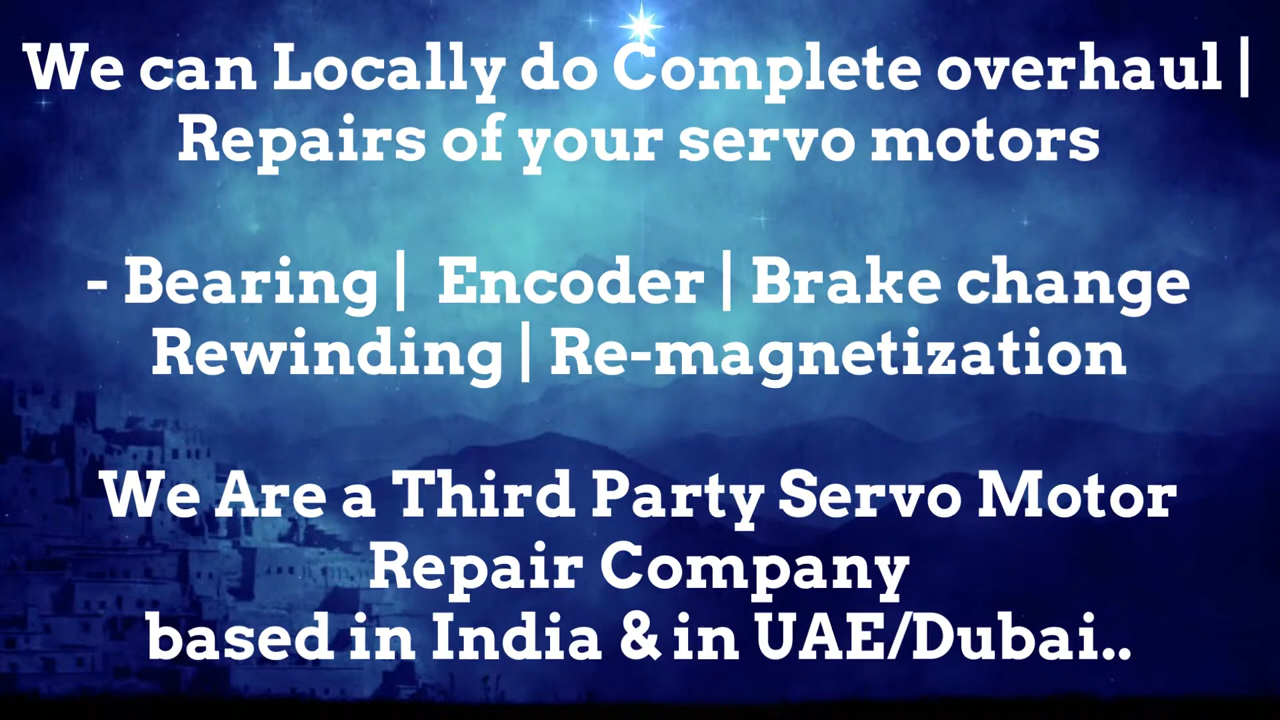 We can Locally do Complete overhaul |
Repairs of your servo motors
- Bearing |  Encoder | Brake change
Rewinding | Re-magnetization
We Are a Third Party Servo Motor
Repair Company
based in India & in UAE/Dubai..